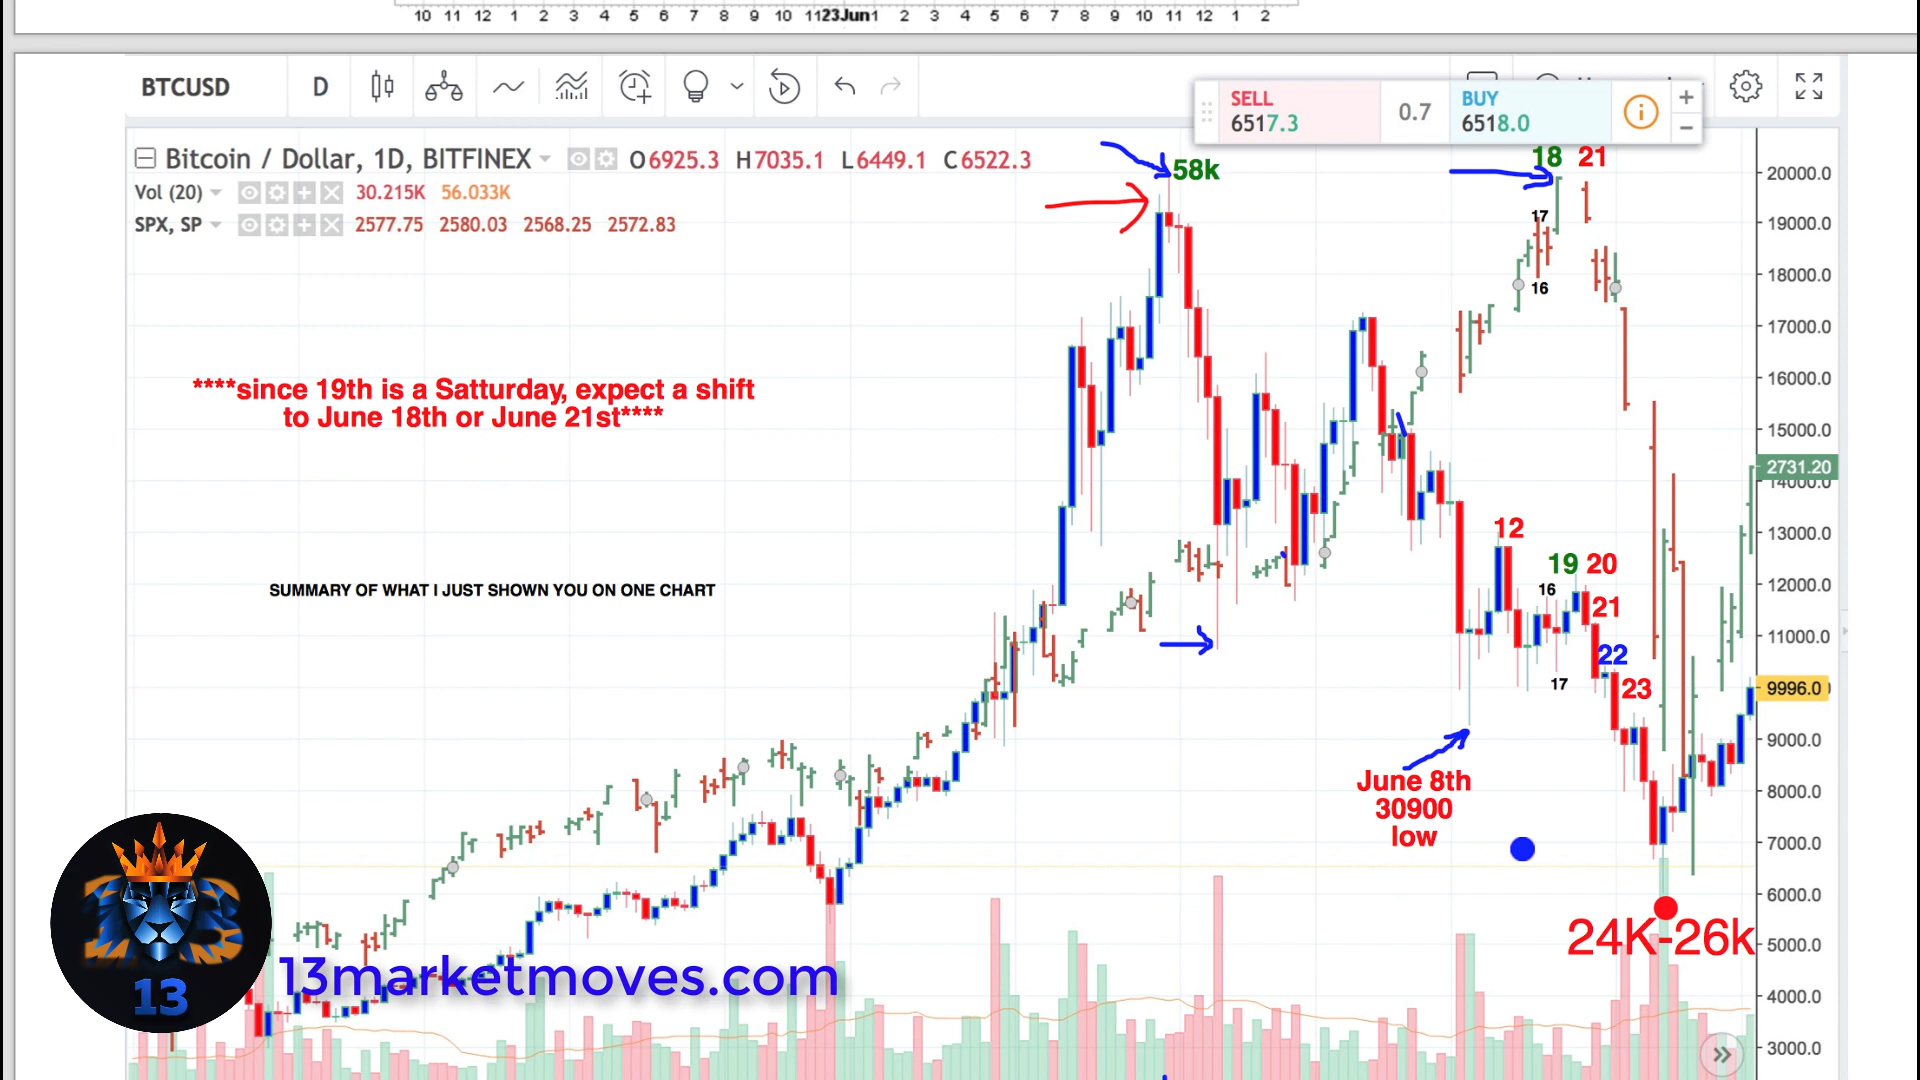 10 11 12 1 2 3 4 5 6 7 8 9 10 11 23Jun 1 2 3 4 5 6 7 8 9 10 11 12 1 2
BTCUSD D
SELL 6517.3 0.7 BUY 6518.0
Bitcoin / Dollar, 1D, BITFINEX O6925.3 H7035.1 L6449.1 C6522.3
Vol (20) 30.215K 56.033K
SPX, SP 2577.75 2580.03 2568.25 2572.83
58k
18 21
17
16
****since 19th is a Satturday, expect a shift
to June 18th or June 21st****
SUMMARY OF WHAT I JUST SHOWN YOU ON ONE CHART
12
19 20
16
21
22
17
23
June 8th
30900
low
24K-26k
20000.0
19000.0
18000.0
17000.0
16000.0
15000.0
2731.20
14000.0
13000.0
12000.0
11000.0
9996.0
9000.0
8000.0
7000.0
6000.0
5000.0
4000.0
3000.0
13
13marketmoves.com